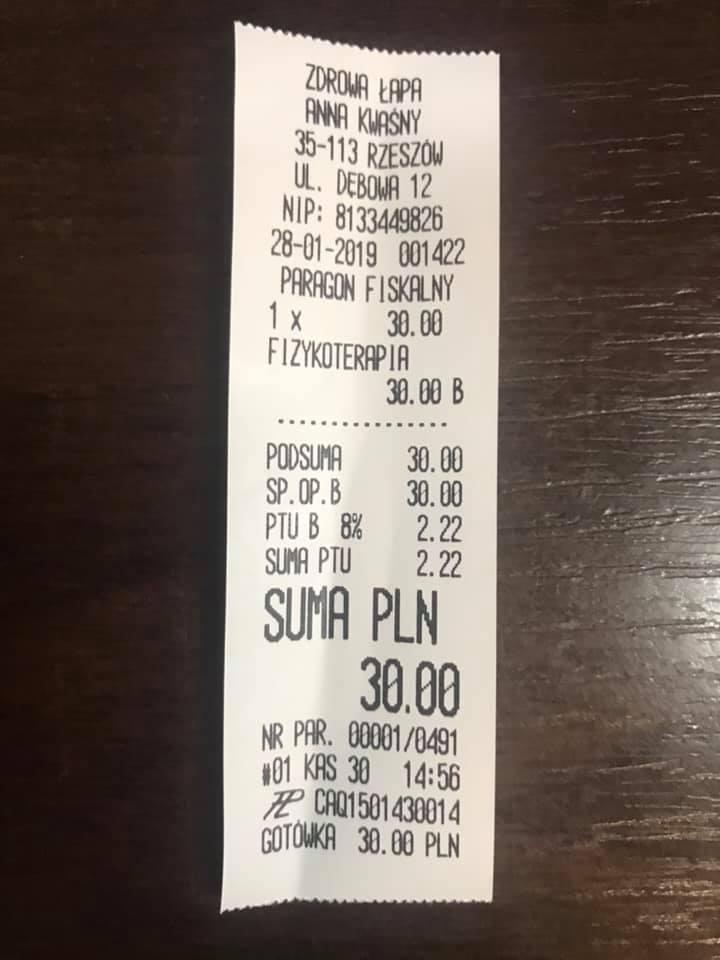 ZDROWA ŁAPA
ANNA KWAŚNY
35-113 RZESZÓW
UL. DĘBOWA 12
NIP: 8133449826
28-01-2019 001422
PARAGON FISKALNY
1 x 30.00
FIZYKOTERAPIA
30.00 B
PODSUMA 30.00
SP.OP.B 30.00
PTU B 8% 2.22
SUMA PTU 2.22
SUMA PLN
30.00
NR PAR. 00001/0491
#01 KAS 30 14:56
CAQ1501430014
GOTÓWKA 30.00 PLN